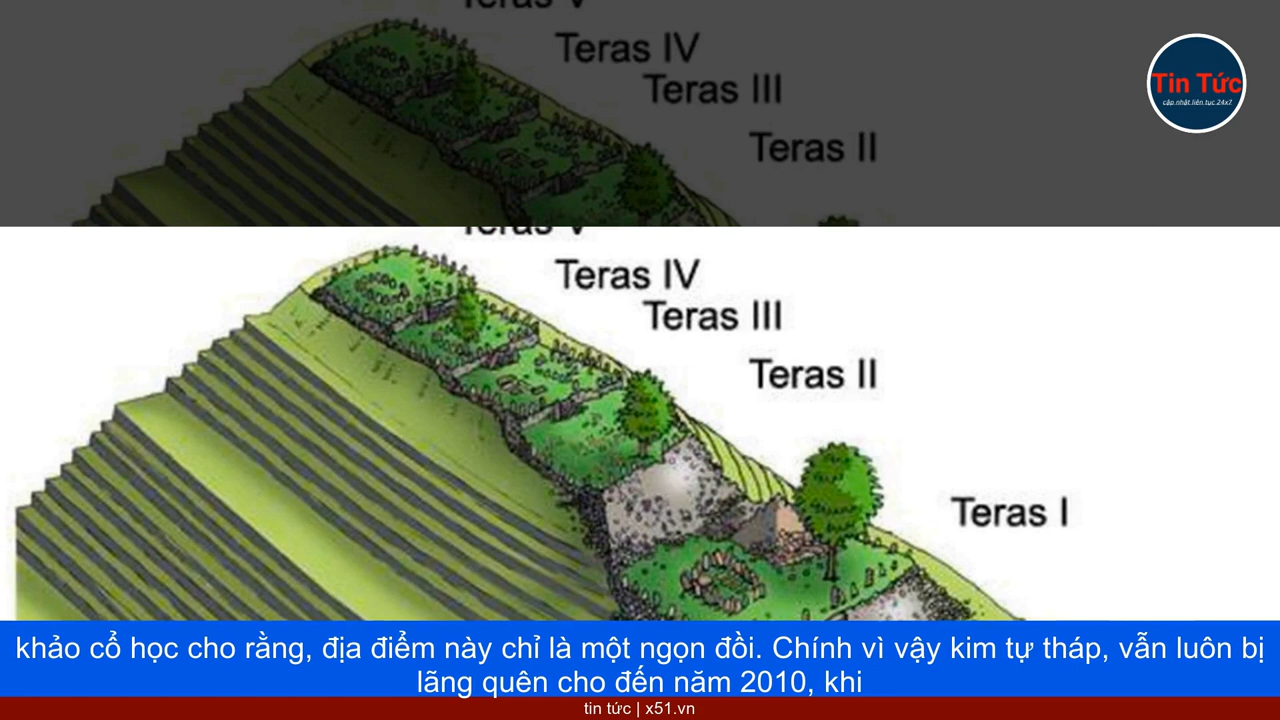 Teras V
Teras IV
Teras III
Teras II
Tin Tức
cập nhật liên tục 24x7
Teras V
Teras IV
Teras III
Teras II
Teras I
khảo cổ học cho rằng, địa điểm này chỉ là một ngọn đồi. Chính vì vậy kim tự tháp, vẫn luôn bị
lãng quên cho đến năm 2010, khi
tin tức | x51.vn